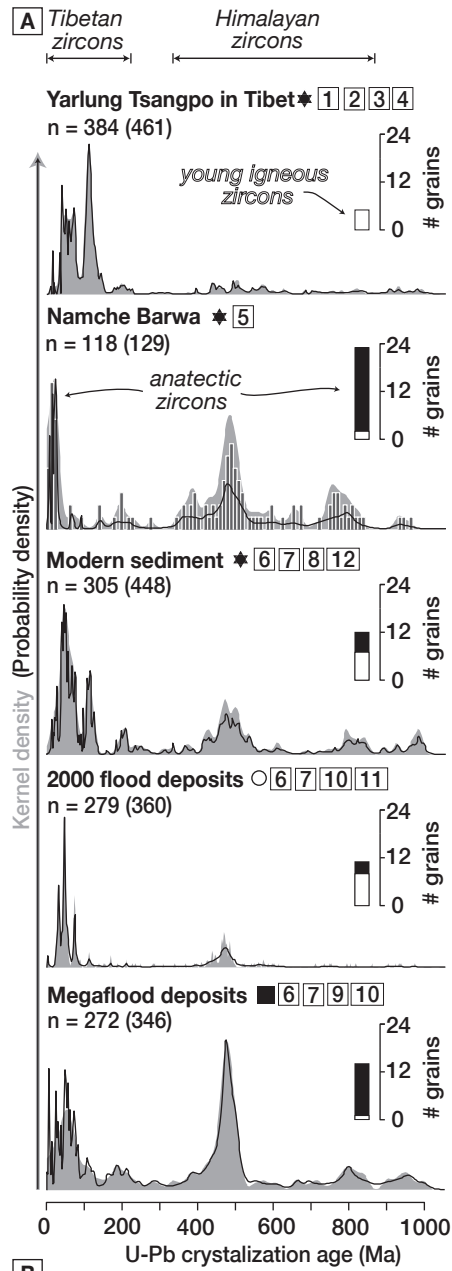 A
Tibetan zircons
Himalayan zircons
Yarlung Tsangpo in Tibet ✶ 1 2 3 4
n = 384 (461)
young igneous zircons
24
12
0
# grains
Namche Barwa ✶ 5
n = 118 (129)
anatectic zircons
24
12
0
# grains
Modern sediment ✶ 6 7 8 12
n = 305 (448)
24
12
0
# grains
2000 flood deposits ○ 6 7 10 11
n = 279 (360)
24
12
0
# grains
Megaflood deposits ■ 6 7 9 10
n = 272 (346)
24
12
0
# grains
Kernel density (Probability density)
0 200 400 600 800 1000
U-Pb crystalization age (Ma)